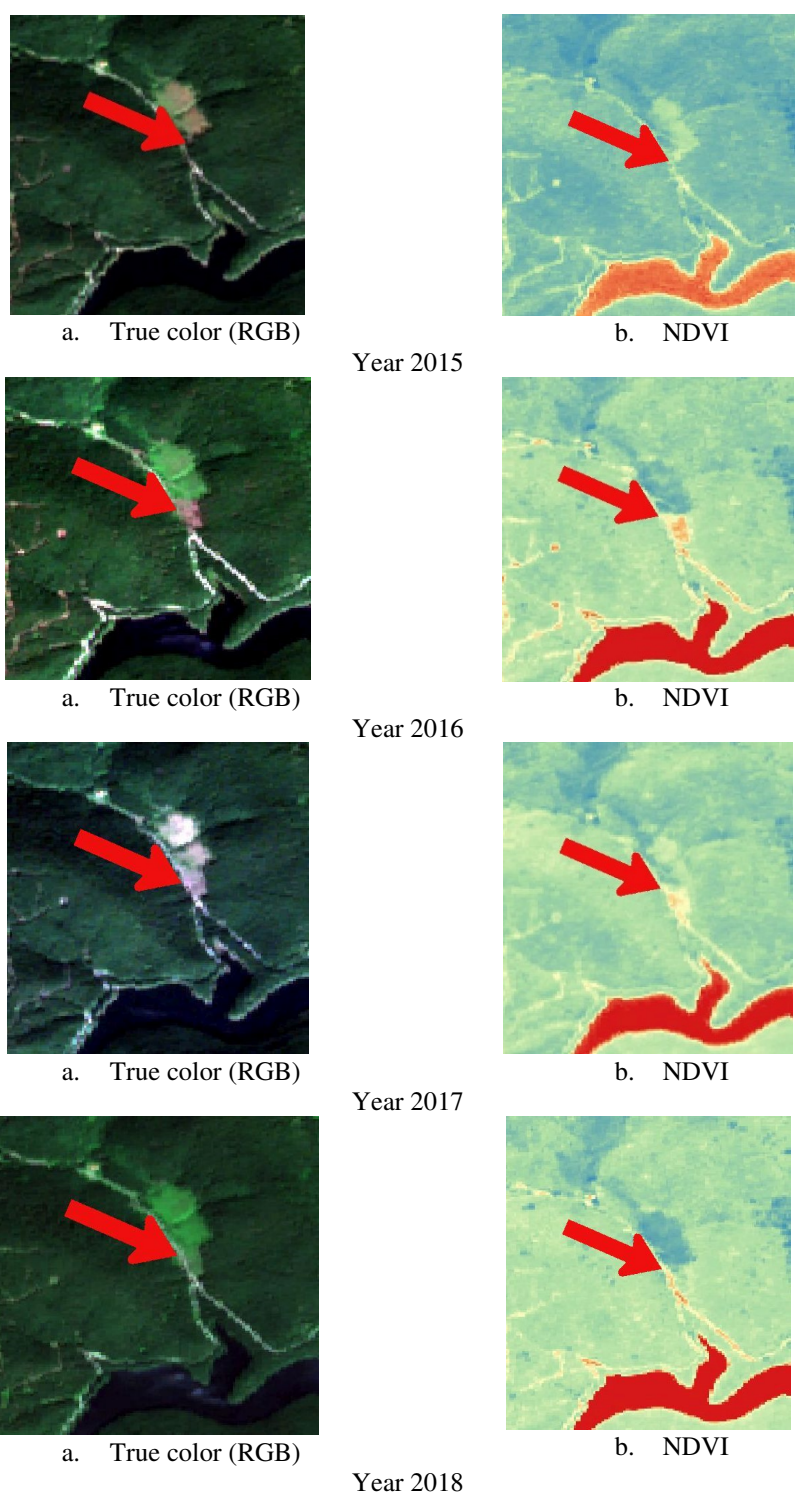 a. True color (RGB)
b. NDVI
Year 2015
a. True color (RGB)
b. NDVI
Year 2016
a. True color (RGB)
b. NDVI
Year 2017
a. True color (RGB)
b. NDVI
Year 2018